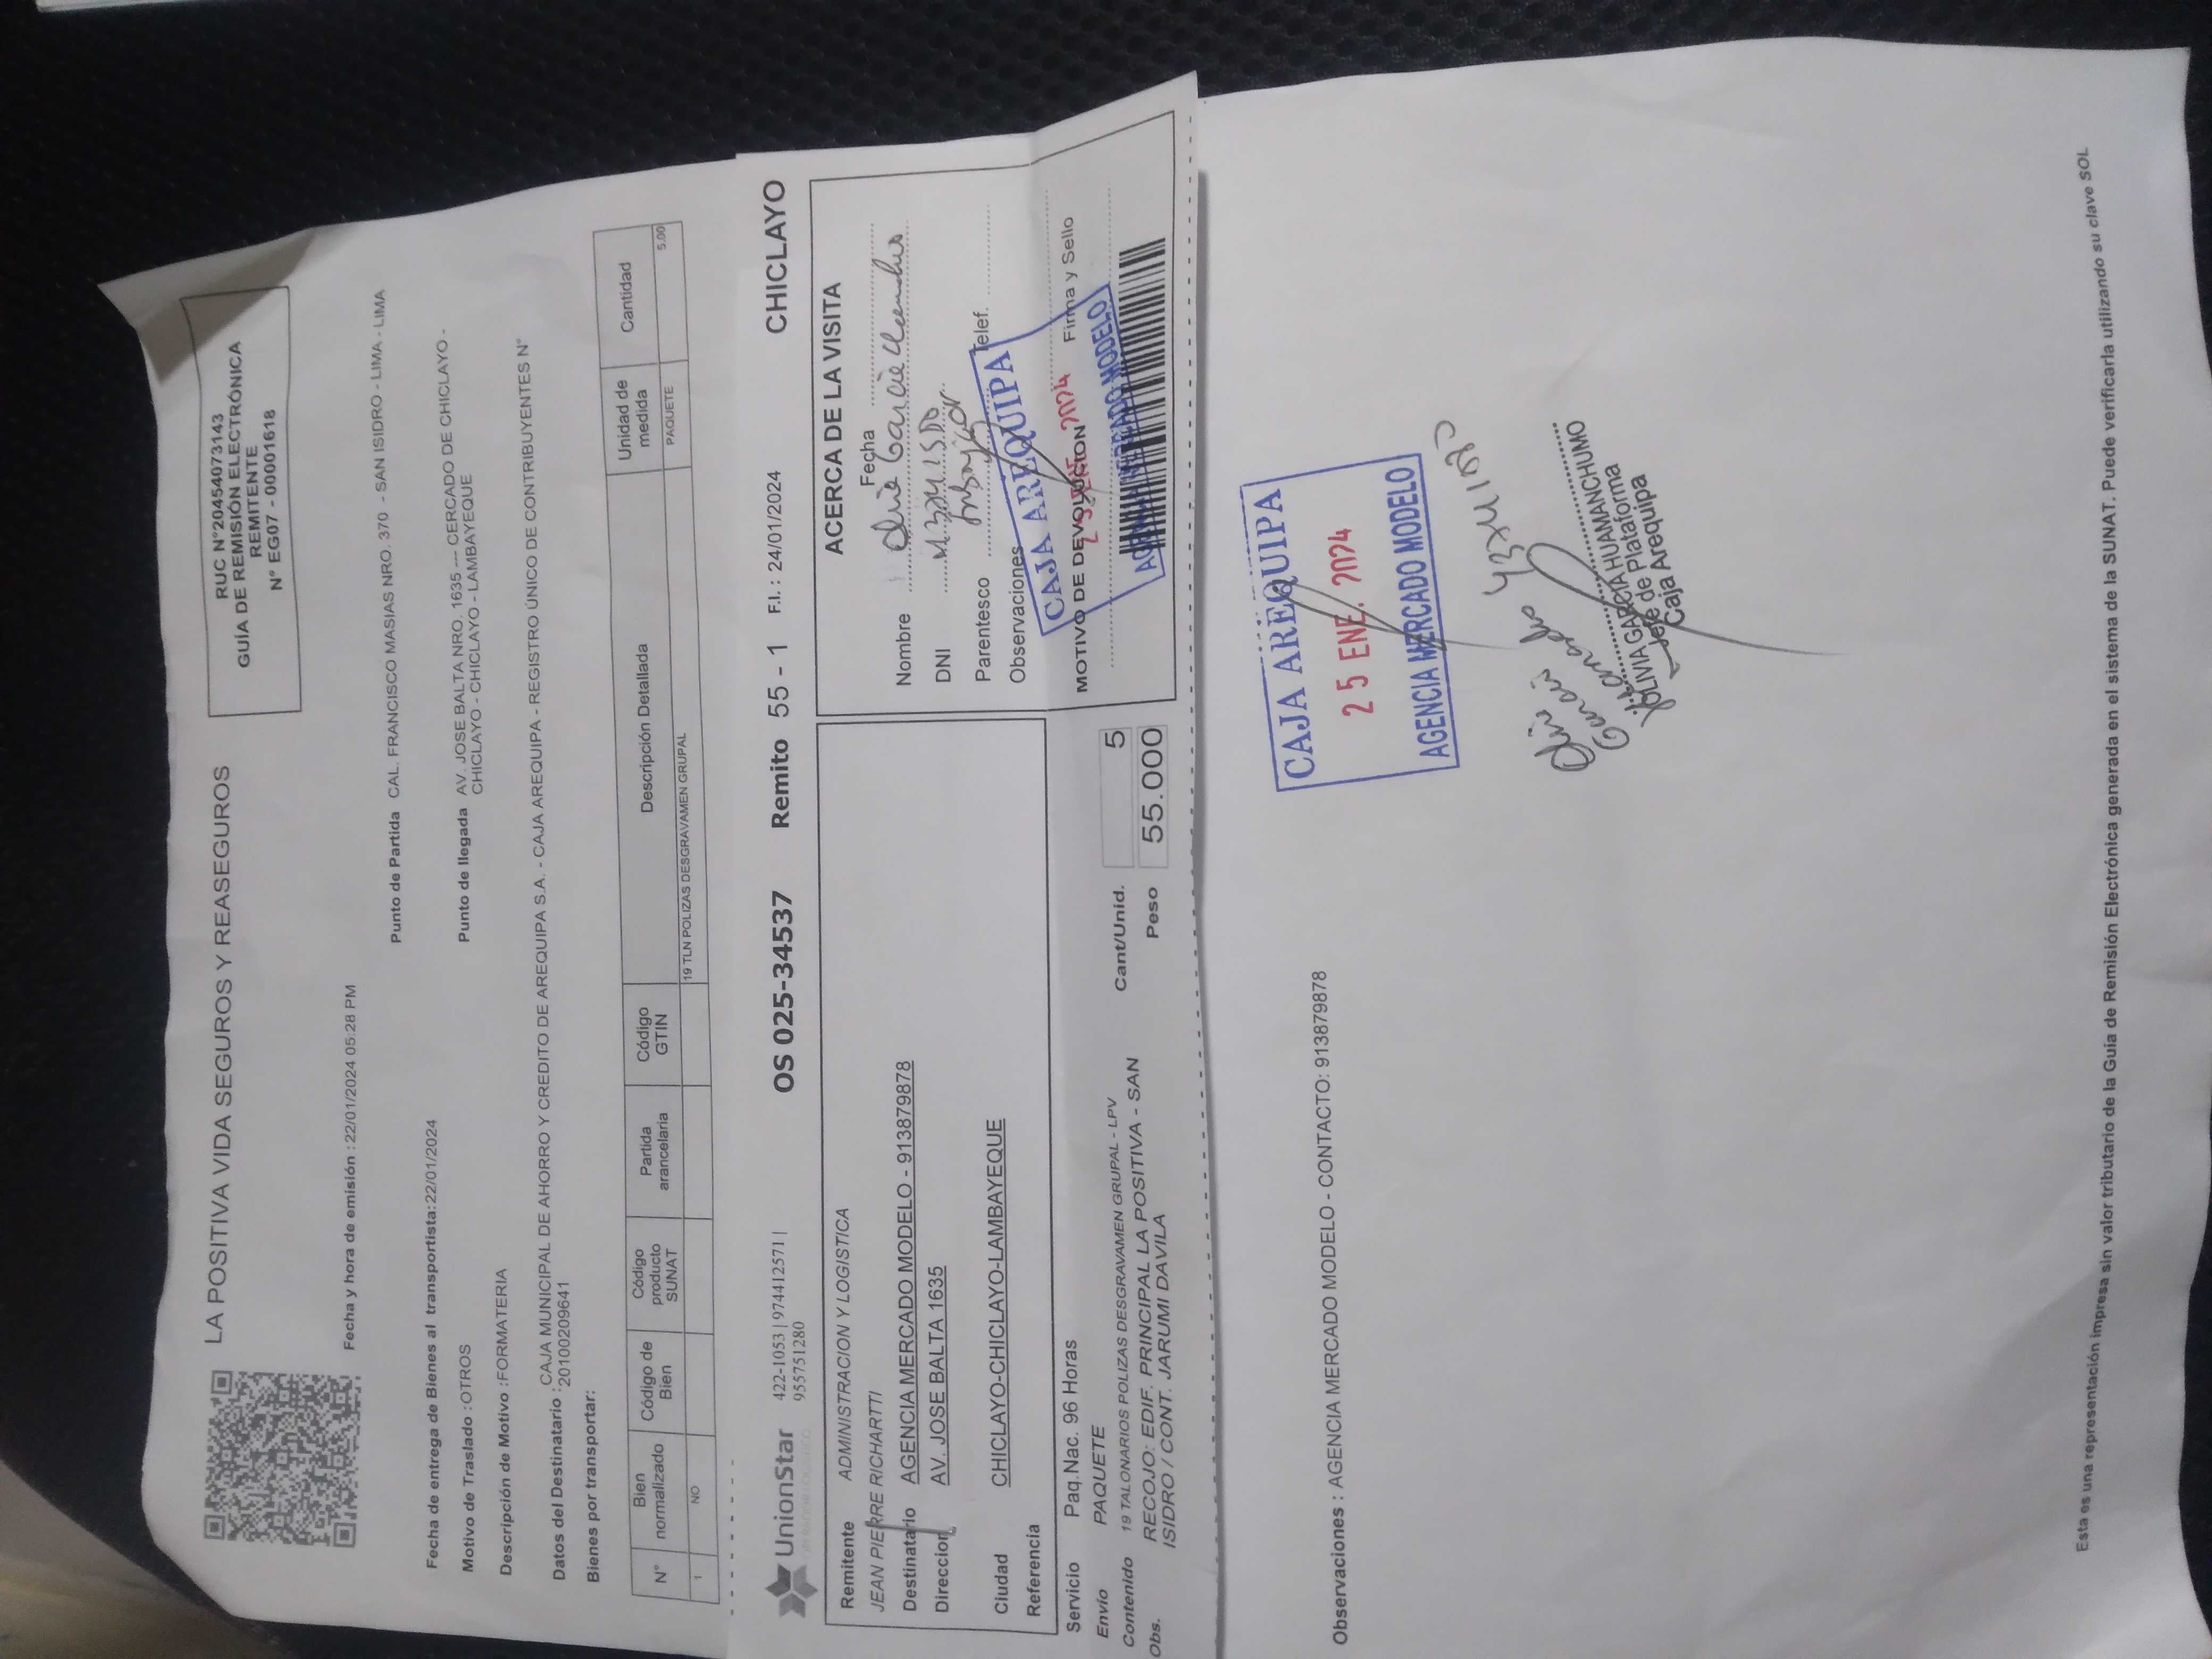 LA POSITIVA VIDA SEGUROS Y REASEGUROS
RUC N°20454073143
GUÍA DE REMISIÓN ELECTRÓNICA
REMITENTE
N° EG07 - 00001618
Fecha y hora de emisión : 22/01/2024 05:28 PM
Punto de Partida CAL. FRANCISCO MASIAS NRO. 370 - SAN ISIDRO - LIMA - LIMA
Fecha de entrega de Bienes al transportista:22/01/2024
Punto de llegada AV. JOSE BALTA NRO. 1635 --- CERCADO DE CHICLAYO -
CHICLAYO - CHICLAYO - LAMBAYEQUE
Motivo de Traslado :OTROS
Descripción de Motivo :FORMATERIA
Datos del Destinatario : CAJA MUNICIPAL DE AHORRO Y CREDITO DE AREQUIPA S.A. - CAJA AREQUIPA - REGISTRO ÚNICO DE CONTRIBUYENTES N°
20100209641
Bienes por transportar:
N° Bien normalizado Código de Bien Código producto SUNAT Partida arancelaria Código GTIN Descripción Detallada Unidad de medida Cantidad
1 NO 19 TLN POLIZAS DESGRAVAMEN GRUPAL PAQUETE 5.00
UnionStar 422-1053 | 974412571 | OS 025-34537 Remito 55 - 1 F.I. : 24/01/2024 CHICLAYO
955751280
Remitente ADMINISTRACION Y LOGISTICA
JEAN PIERRE RICHARTTI
Destinatario AGENCIA MERCADO MODELO - 913879878
Direccion AV. JOSE BALTA 1635
Ciudad CHICLAYO-CHICLAYO-LAMBAYEQUE
Referencia
Servicio Paq.Nac. 96 Horas
Envio PAQUETE
Contenido 19 TALONARIOS POLIZAS DESGRAVAMEN GRUPAL - LPV
Obs. RECOJO: EDIF. PRINCIPAL LA POSITIVA - SAN
ISIDRO / CONT. JARUMI DAVILA
Cant/Unid. 5
Peso 55.000
ACERCA DE LA VISITA
Fecha
Nombre
DNI
Parentesco Telef.
Observaciones
CAJA AREQUIPA
MOTIVO DE DEVOLUCION Firma y Sello
2024
AGENCIA MERCADO MODELO
CAJA AREQUIPA
25 ENE. 2024
AGENCIA MERCADO MODELO
OLIVIA GARCIA HUAMANCHUMO
Jefe de Plataforma
Caja Arequipa
Observaciones : AGENCIA MERCADO MODELO - CONTACTO: 913879878
Esta es una representación impresa sin valor tributario de la Guía de Remisión Electrónica generada en el sistema de la SUNAT. Puede verificarla utilizando su clave SOL